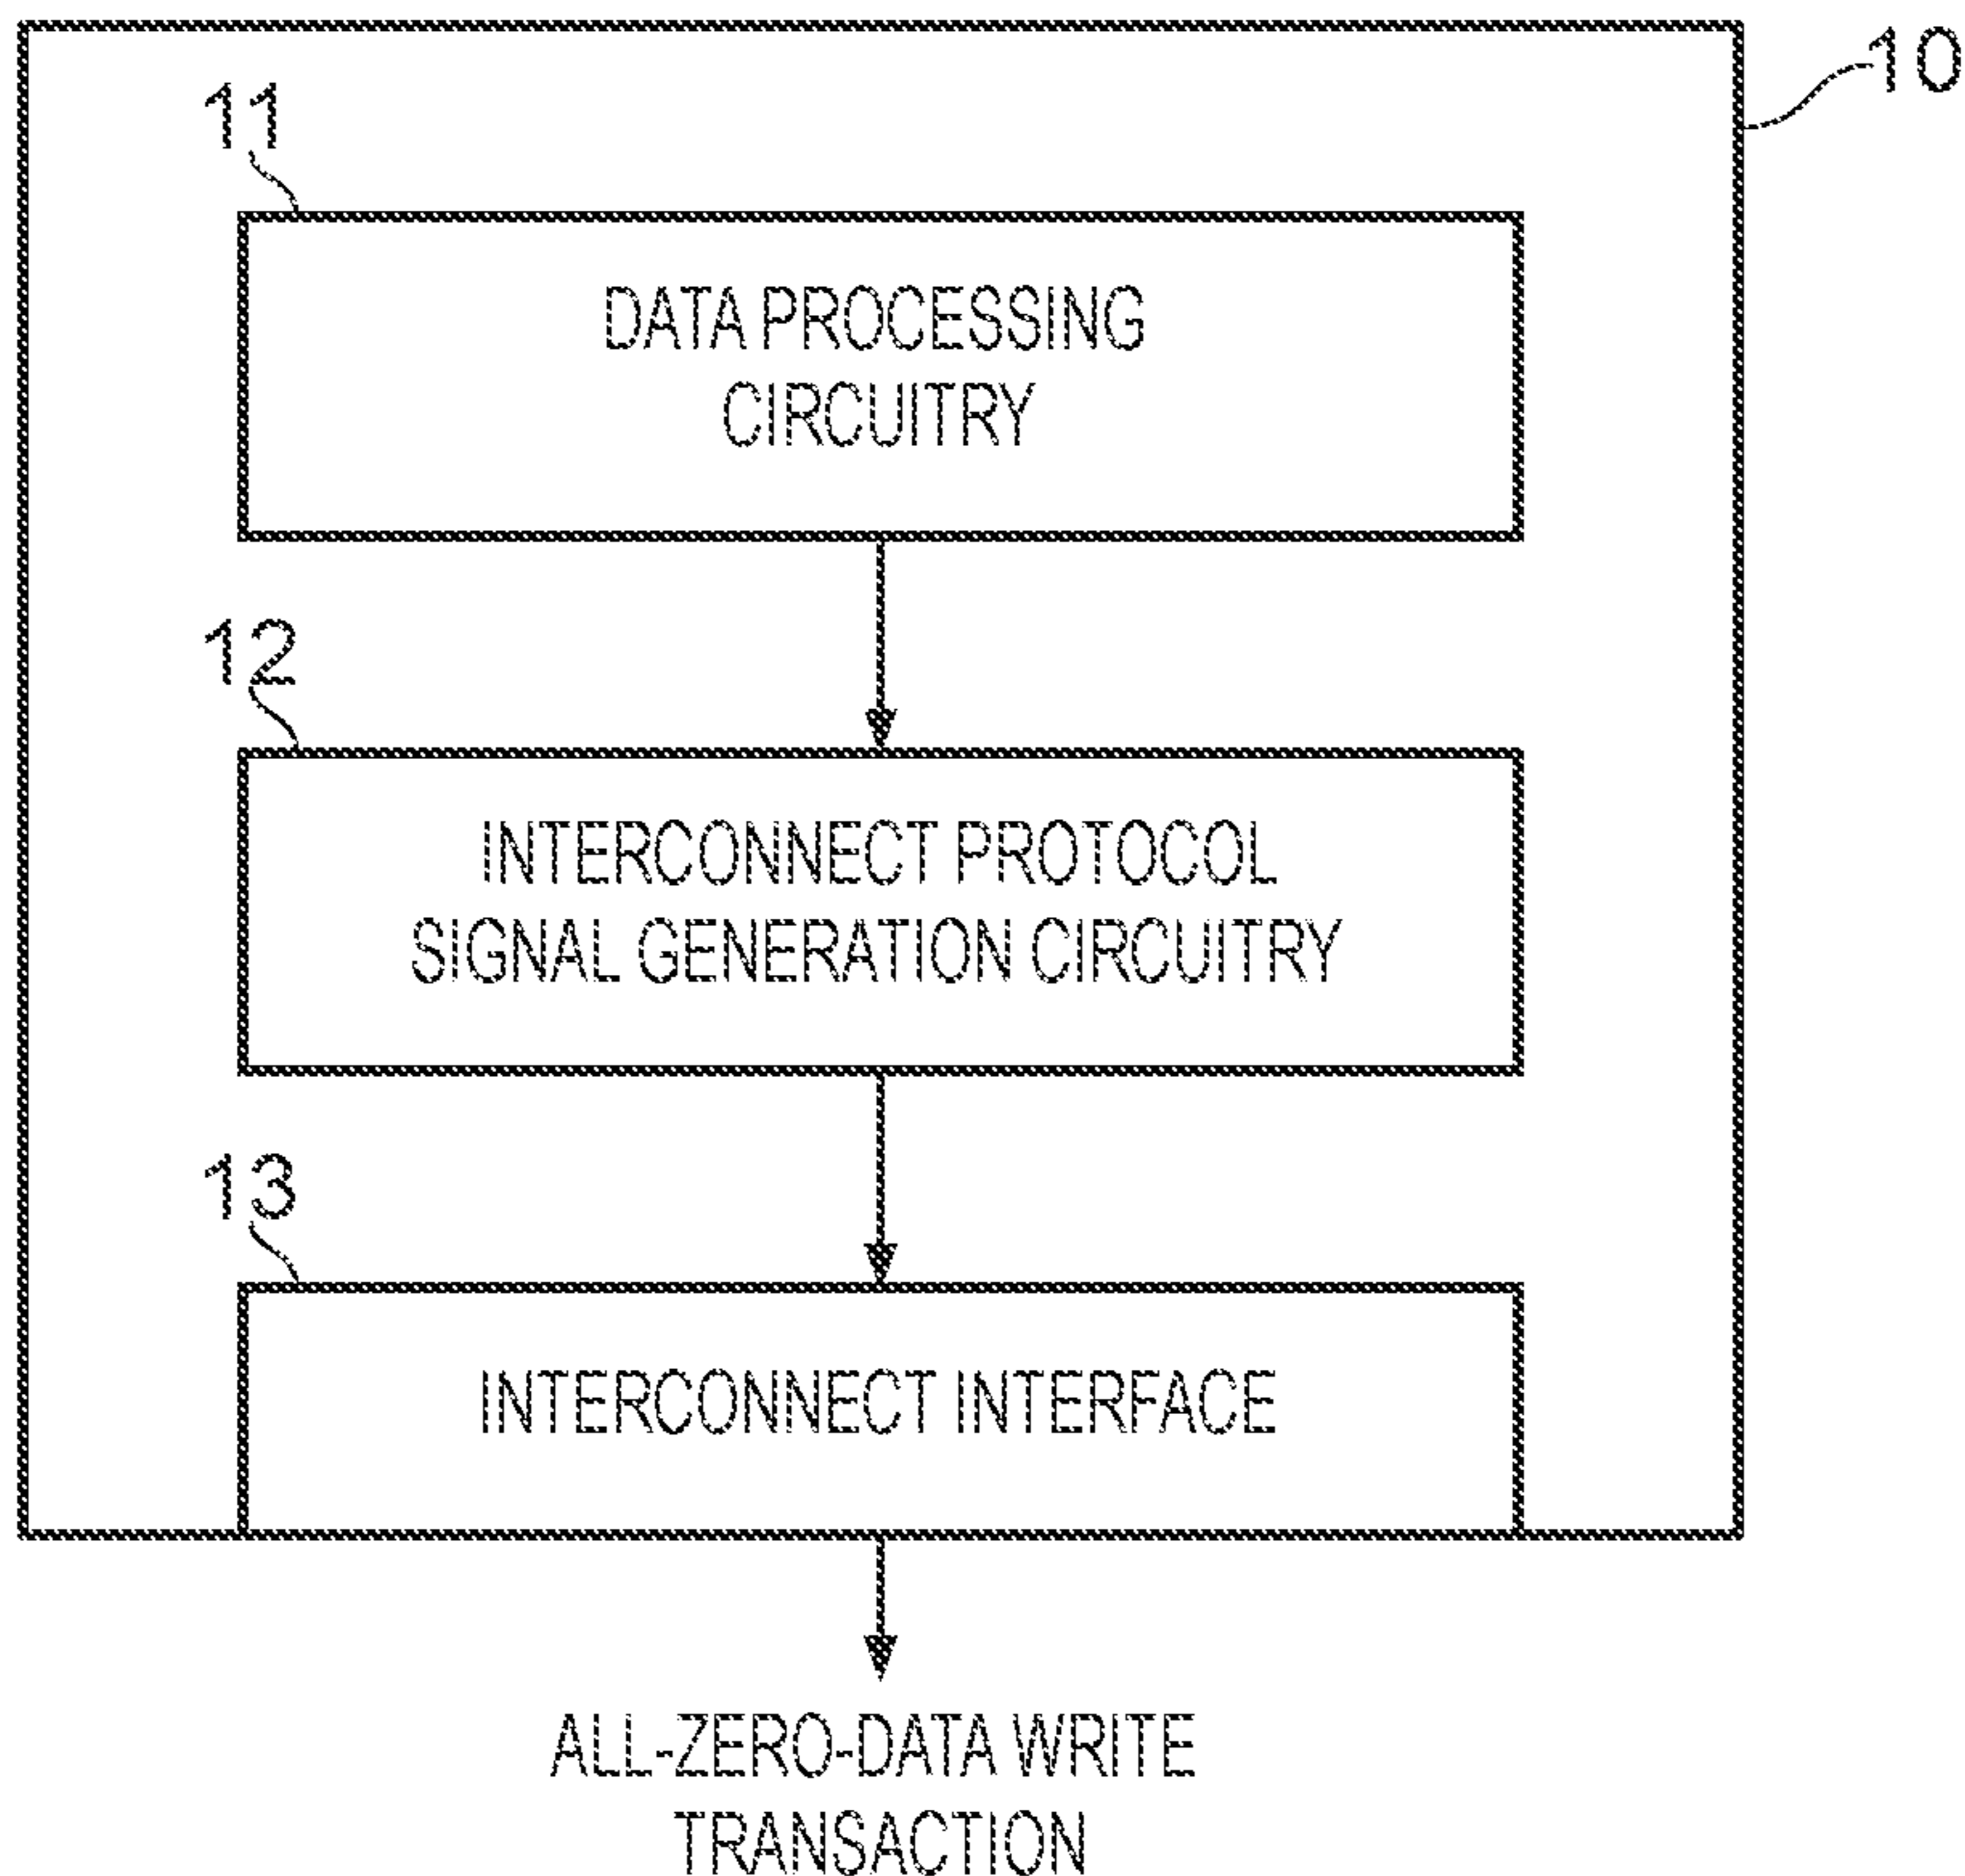 10
11
DATA PROCESSING
CIRCUITRY
12
INTERCONNECT PROTOCOL
SIGNAL GENERATION CIRCUITRY
13
INTERCONNECT INTERFACE
ALL-ZERO-DATA WRITE
TRANSACTION